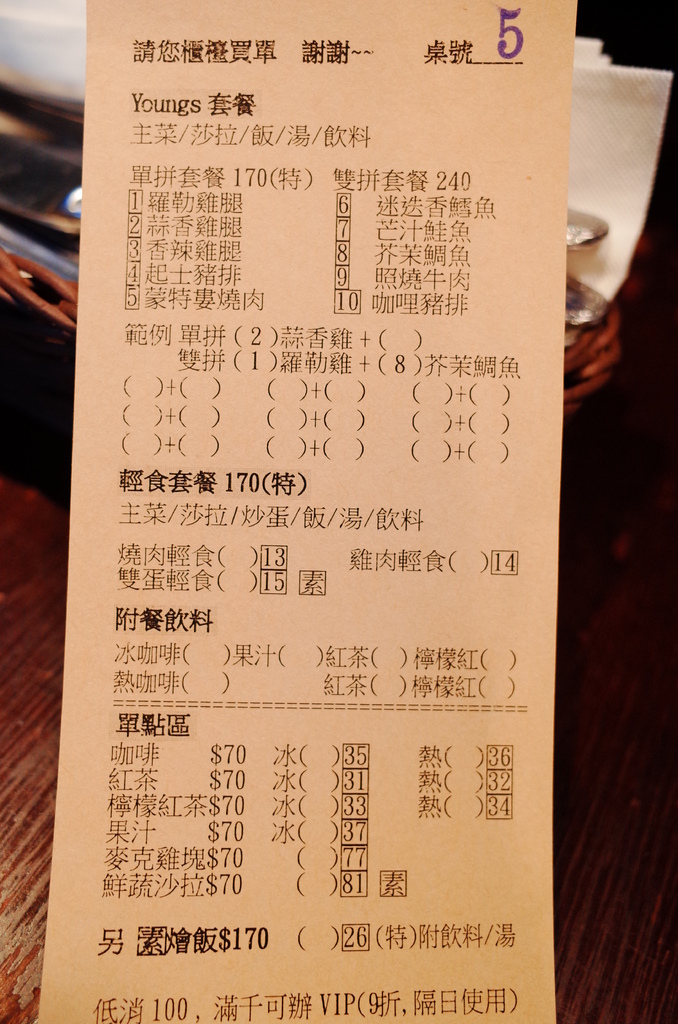 請您櫃檯買單 謝謝~~ 桌號 5
Youngs 套餐
主菜/莎拉/飯/湯/飲料
單拼套餐 170(特) 雙拼套餐 240
1 羅勒雞腿 6 迷迭香鱈魚
2 蒜香雞腿 7 芒汁鮭魚
3 香辣雞腿 8 芥茉鯛魚
4 起士豬排 9 照燒牛肉
5 蒙特婁燒肉 10 咖哩豬排
範例 單拼 ( 2 ) 蒜香雞 + ( )
雙拼 ( 1 ) 羅勒雞 + ( 8 ) 芥茉鯛魚
( )+( ) ( )+( ) ( )+( )
( )+( ) ( )+( ) ( )+( )
( )+( ) ( )+( ) ( )+( )
輕食套餐 170(特)
主菜/莎拉/炒蛋/飯/湯/飲料
燒肉輕食( )13 雞肉輕食( )14
雙蛋輕食( )15 素
附餐飲料
冰咖啡( )果汁( )紅茶( )檸檬紅( )
熱咖啡( ) 紅茶( )檸檬紅( )
==================================
單點區
咖啡 $70 冰( )35 熱( )36
紅茶 $70 冰( )31 熱( )32
檸檬紅茶$70 冰( )33 熱( )34
果汁 $70 冰( )37
麥克雞塊$70 ( )77
鮮蔬沙拉$70 ( )81 素
另 素燴飯$170 ( )26(特)附飲料/湯
低消 100 , 滿千可辦 VIP(9折, 隔日使用)